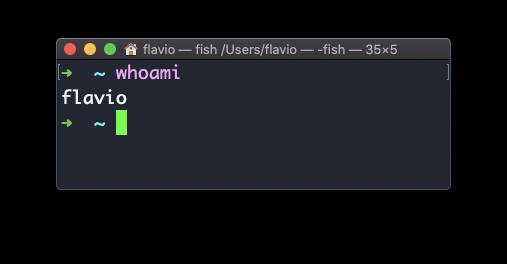 flavio — fish /Users/flavio — -fish — 35×5
➜ ~ whoami
flavio
➜ ~